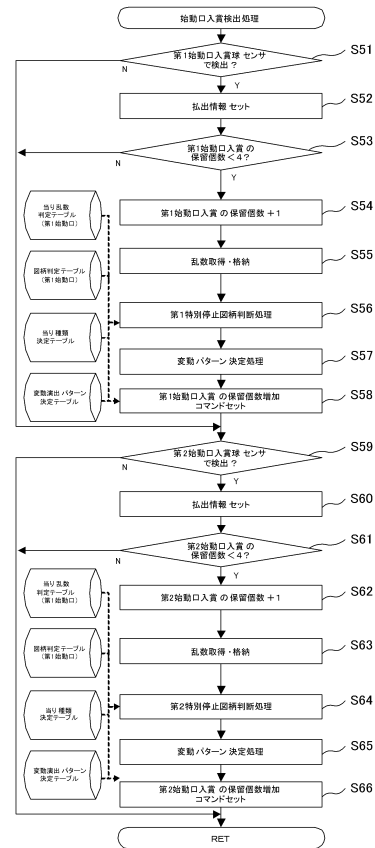 始動口入賞検出処理
第1始動口入賞球 センサ
で検出？
S51
N
Y
払出情報 セット
S52
第1始動口入賞 の
保留個数＜4？
S53
N
Y
第1始動口入賞 の保留個数 ＋1
S54
当り乱数
判定テーブル
（第1始動口）
乱数取得・格納
S55
図柄判定テーブル
（第1始動口）
第1特別停止図柄判断処理
S56
当り 種類
決定テーブル
変動パターン 決定処理
S57
変動演出 パターン
決定テーブル
第1始動口入賞 の保留個数増加
コマンドセット
S58
第2始動口入賞球 センサ
で検出？
S59
N
Y
払出情報 セット
S60
第2始動口入賞 の
保留個数＜4？
S61
N
Y
当り乱数
判定テーブル
（第1始動口）
第2始動口入賞 の保留個数 ＋1
S62
図柄判定テーブル
（第1始動口）
乱数取得・格納
S63
当り 種類
決定テーブル
第2特別停止図柄判断処理
S64
変動パターン 決定処理
S65
変動演出 パターン
決定テーブル
第2始動口入賞 の保留個数増加
コマンドセット
S66
RET